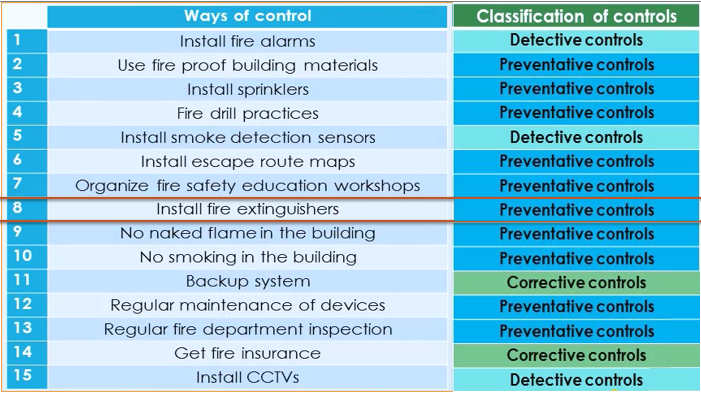 Ways of control Classification of controls
1 Install fire alarms Detective controls
2 Use fire proof building materials Preventative controls
3 Install sprinklers Preventative controls
4 Fire drill practices Preventative controls
5 Install smoke detection sensors Detective controls
6 Install escape route maps Preventative controls
7 Organize fire safety education workshops Preventative controls
8 Install fire extinguishers Preventative controls
9 No naked flame in the building Preventative controls
10 No smoking in the building Preventative controls
11 Backup system Corrective controls
12 Regular maintenance of devices Preventative controls
13 Regular fire department inspection Preventative controls
14 Get fire insurance Corrective controls
15 Install CCTVs Detective controls